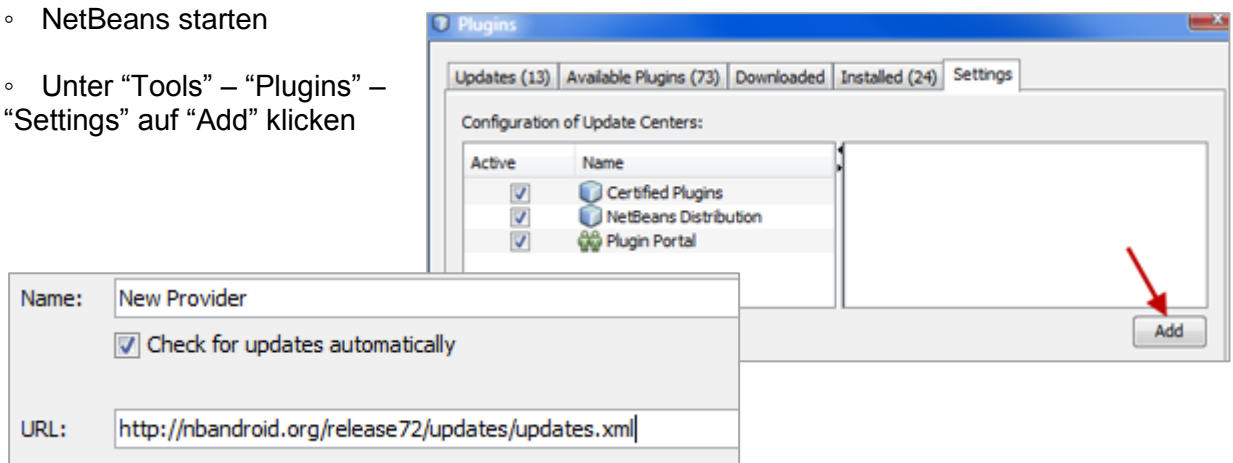 ◦ NetBeans starten
◦ Unter “Tools” – “Plugins” –
“Settings” auf “Add” klicken
Plugins
Updates (13) Available Plugins (73) Downloaded Installed (24) Settings
Configuration of Update Centers:
Active Name
Certified Plugins
NetBeans Distribution
Plugin Portal
Add
Name: New Provider
Check for updates automatically
URL: http://nbandroid.org/release72/updates/updates.xml